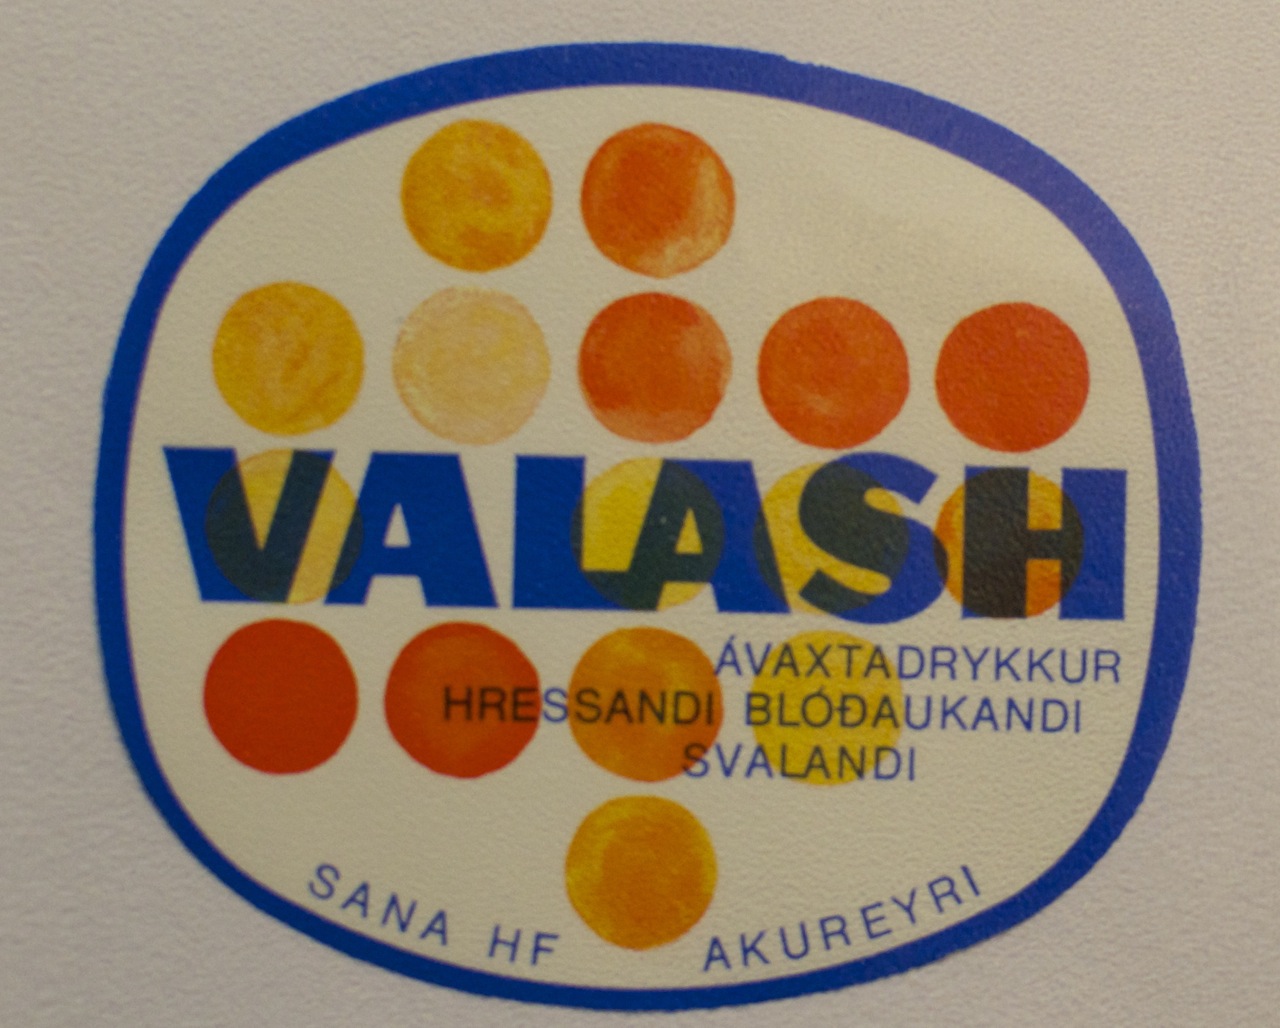 VALASH
ÁVAXTADRYKKUR
HRESSANDI BLÓÐAUKANDI
SVALANDI
SANA HF AKUREYRI